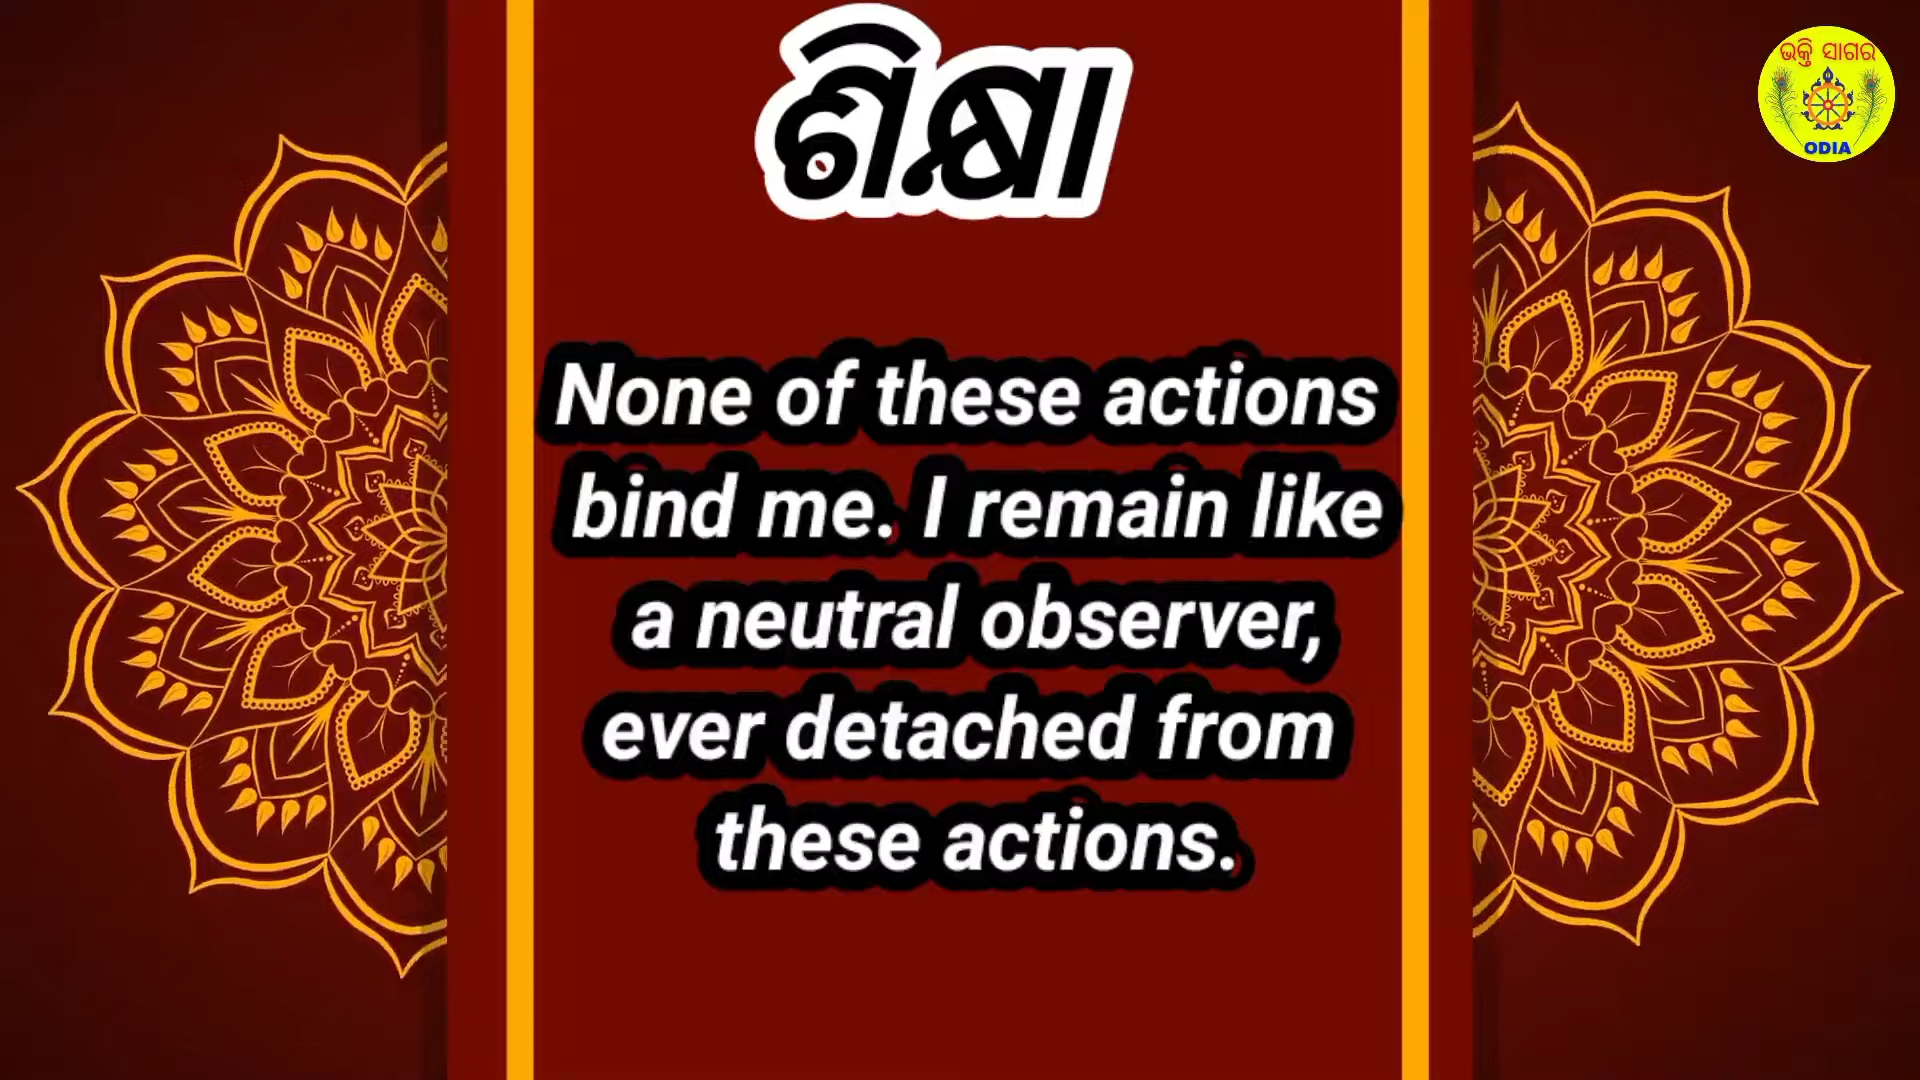 ଶିକ୍ଷା
ଭକ୍ତି ସାଗର
ODIA
None of these actions
bind me. I remain like
a neutral observer,
ever detached from
these actions.